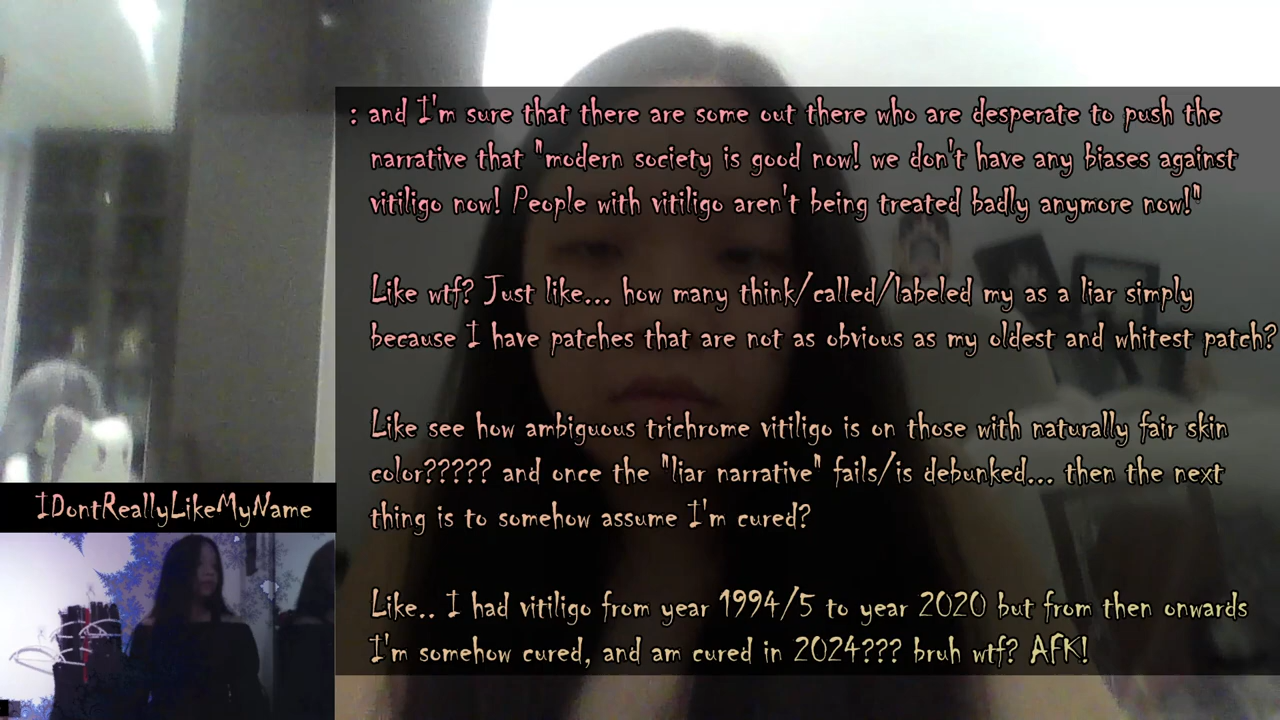 : and I'm sure that there are some out there who are desperate to push the
narrative that "modern society is good now! we don't have any biases against
vitiligo now! People with vitiligo aren't being treated badly anymore now!"
Like wtf? Just like... how many think/called/labeled my as a liar simply
because I have patches that are not as obvious as my oldest and whitest patch?
Like see how ambiguous trichrome vitiligo is on those with naturally fair skin
color????? and once the "liar narrative" fails/is debunked... then the next
thing is to somehow assume I'm cured?
Like.. I had vitiligo from year 1994/5 to year 2020 but from then onwards
I'm somehow cured, and am cured in 2024??? bruh wtf? AFK!
IDontReallyLikeMyName